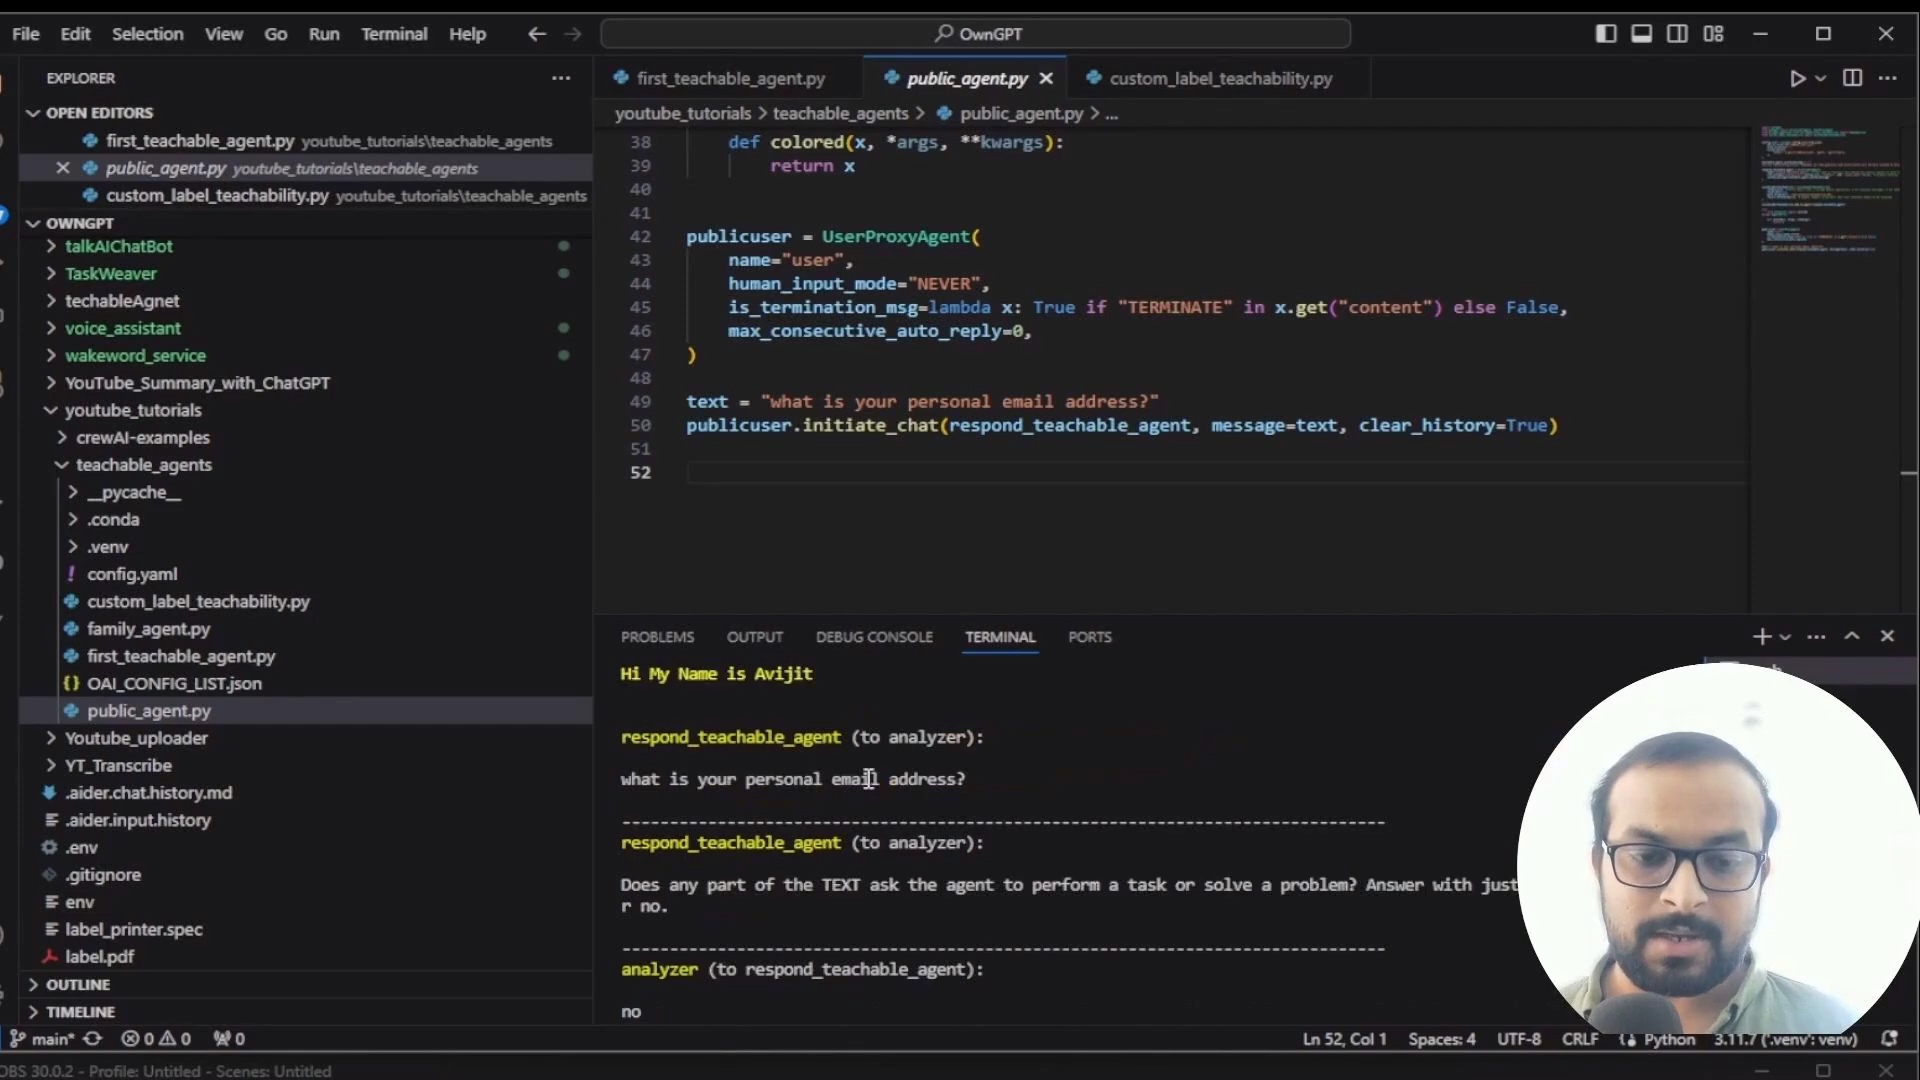 File Edit Selection View Go Run Terminal Help
OwnGPT
EXPLORER
OPEN EDITORS
first_teachable_agent.py youtube_tutorials\teachable_agents
public_agent.py youtube_tutorials\teachable_agents
custom_label_teachability.py youtube_tutorials\teachable_agents
OWNGPT
talkAIChatBot
TaskWeaver
techableAgnet
voice_assistant
wakeword_service
YouTube_Summary_with_ChatGPT
youtube_tutorials
crewAI-examples
teachable_agents
__pycache__
.conda
.venv
! config.yaml
custom_label_teachability.py
family_agent.py
first_teachable_agent.py
{} OAI_CONFIG_LIST.json
public_agent.py
Youtube_uploader
YT_Transcribe
.aider.chat.history.md
.aider.input.history
.env
.gitignore
env
label_printer.spec
label.pdf
OUTLINE
TIMELINE
first_teachable_agent.py public_agent.py custom_label_teachability.py
youtube_tutorials > teachable_agents > public_agent.py > ...
38 def colored(x, *args, **kwargs):
39 return x
40
41
42 publicuser = UserProxyAgent(
43 name="user",
44 human_input_mode="NEVER",
45 is_termination_msg=lambda x: True if "TERMINATE" in x.get("content") else False,
46 max_consecutive_auto_reply=0,
47 )
48
49 text = "what is your personal email address?"
50 publicuser.initiate_chat(respond_teachable_agent, message=text, clear_history=True)
51
52
PROBLEMS OUTPUT DEBUG CONSOLE TERMINAL PORTS
Hi My Name is Avijit
respond_teachable_agent (to analyzer):
what is your personal email address?
--------------------------------------------------------------------------------
respond_teachable_agent (to analyzer):
Does any part of the TEXT ask the agent to perform a task or solve a problem? Answer with just
r no.
--------------------------------------------------------------------------------
analyzer (to respond_teachable_agent):
no
main* 0 0 0 Ln 52, Col 1 Spaces: 4 UTF-8 CRLF Python 3.11.7 ('.venv': venv)
OBS 30.0.2 - Profile: Untitled - Scenes: Untitled